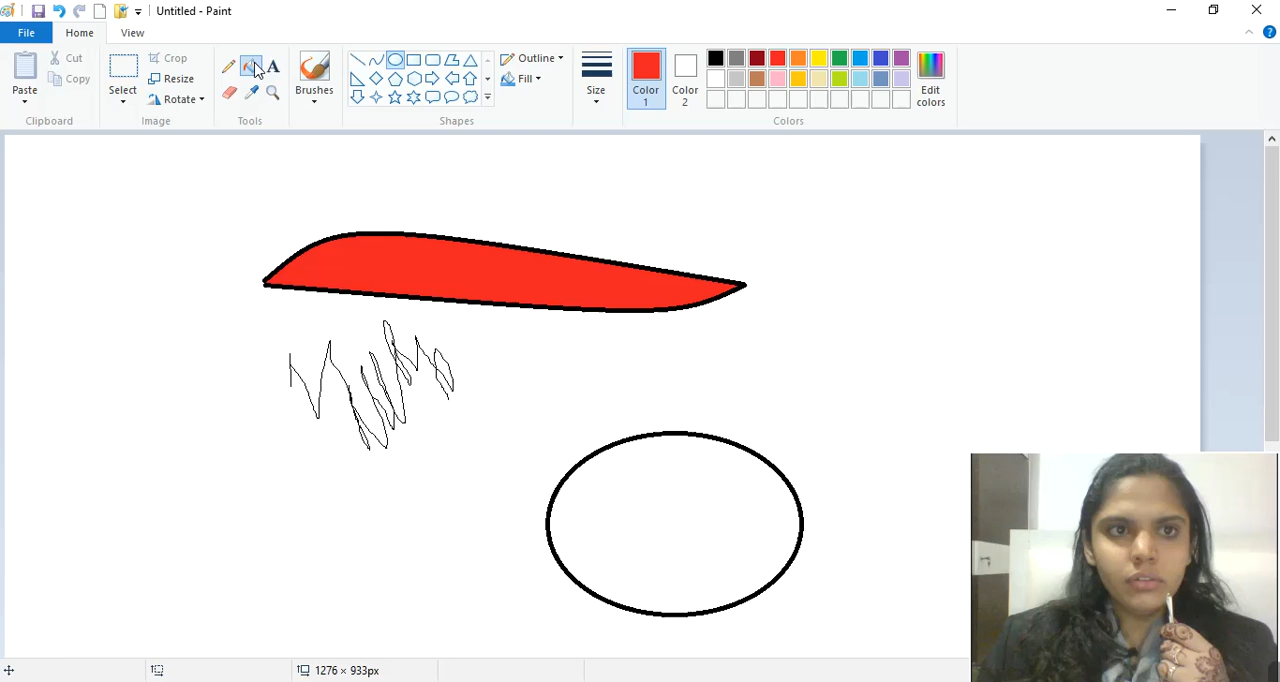 Untitled - Paint
File Home View
Paste
Cut
Copy
Clipboard
Select
Crop
Resize
Rotate
Image
A
Tools
Brushes
Shapes
Outline
Fill
Size
Color 1
Color 2
Edit colors
Colors
1276 × 933px